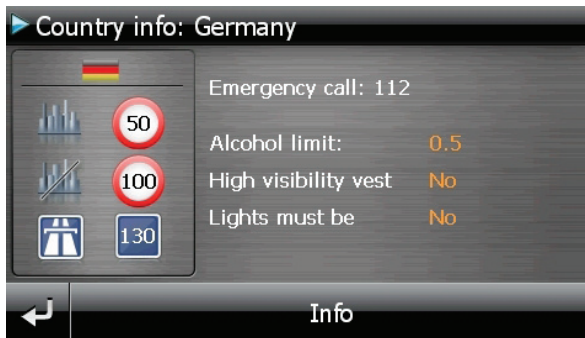 Country info: Germany
Emergency call: 112
50
Alcohol limit: 0.5
100
High visibility vest No
130
Lights must be No
Info